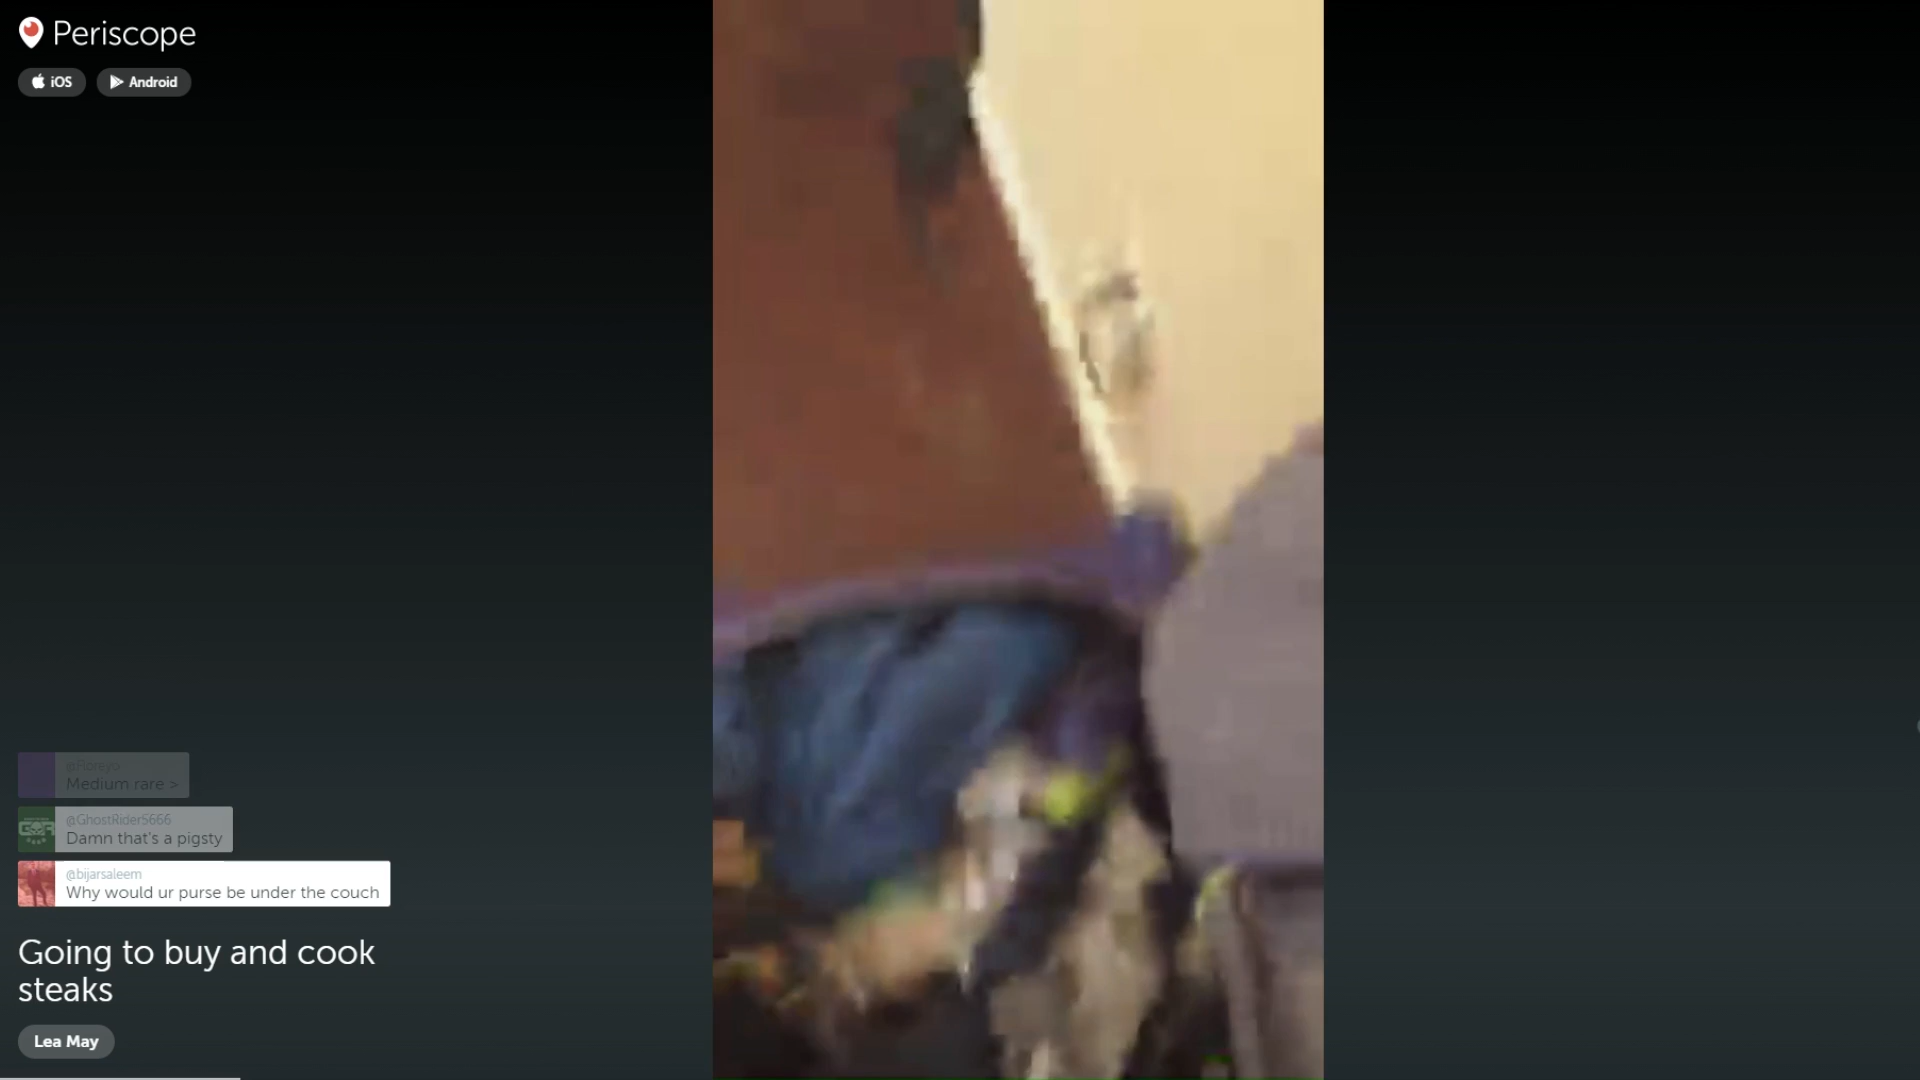 Periscope
iOS
Android
@Floreyo
Medium rare >
@GhostRider5666
Damn that's a pigsty
@bijarsaleem
Why would ur purse be under the couch
Going to buy and cook
steaks
Lea May